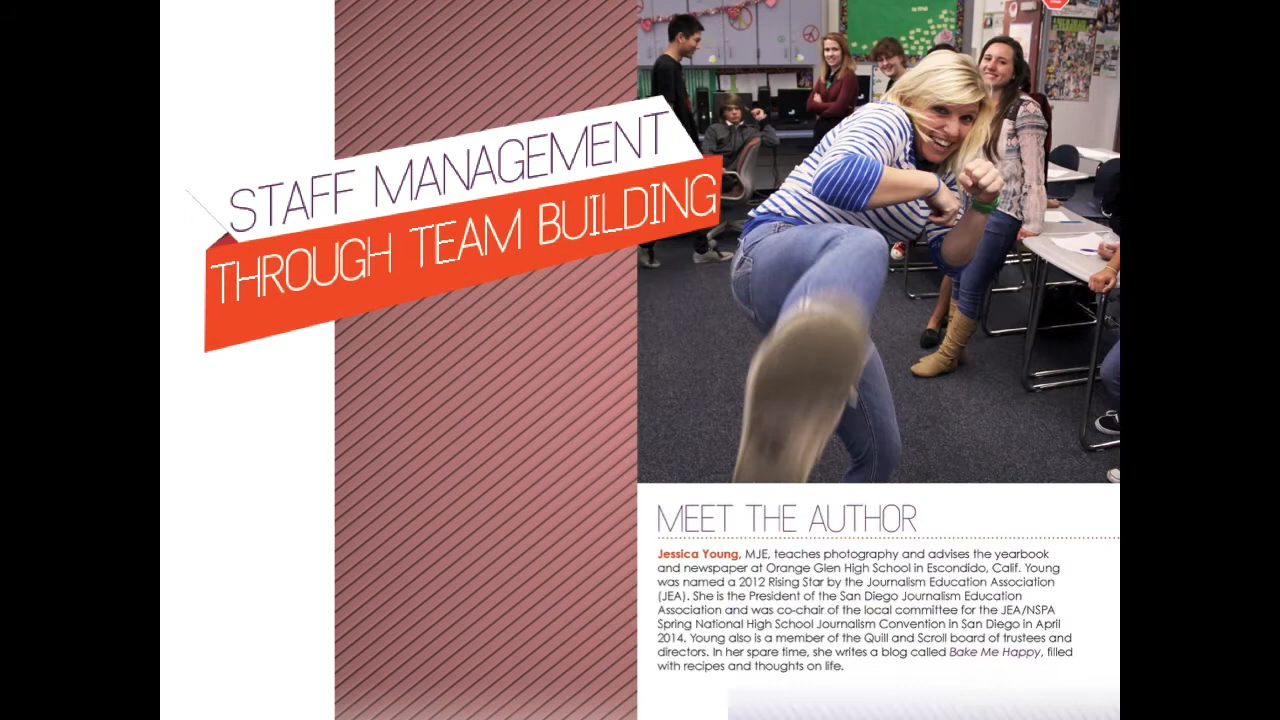 STAFF MANAGEMENT
THROUGH TEAM BUILDING
MEET THE AUTHOR
Jessica Young, MJE, teaches photography and advises the yearbook
and newspaper at Orange Glen High School in Escondido, Calif. Young
was named a 2012 Rising Star by the Journalism Education Association
(JEA). She is the President of the San Diego Journalism Education
Association and was co-chair of the local committee for the JEA/NSPA
Spring National High School Journalism Convention in San Diego in April
2014. Young also is a member of the Quill and Scroll board of trustees and
directors. In her spare time, she writes a blog called Bake Me Happy, filled
with recipes and thoughts on life.